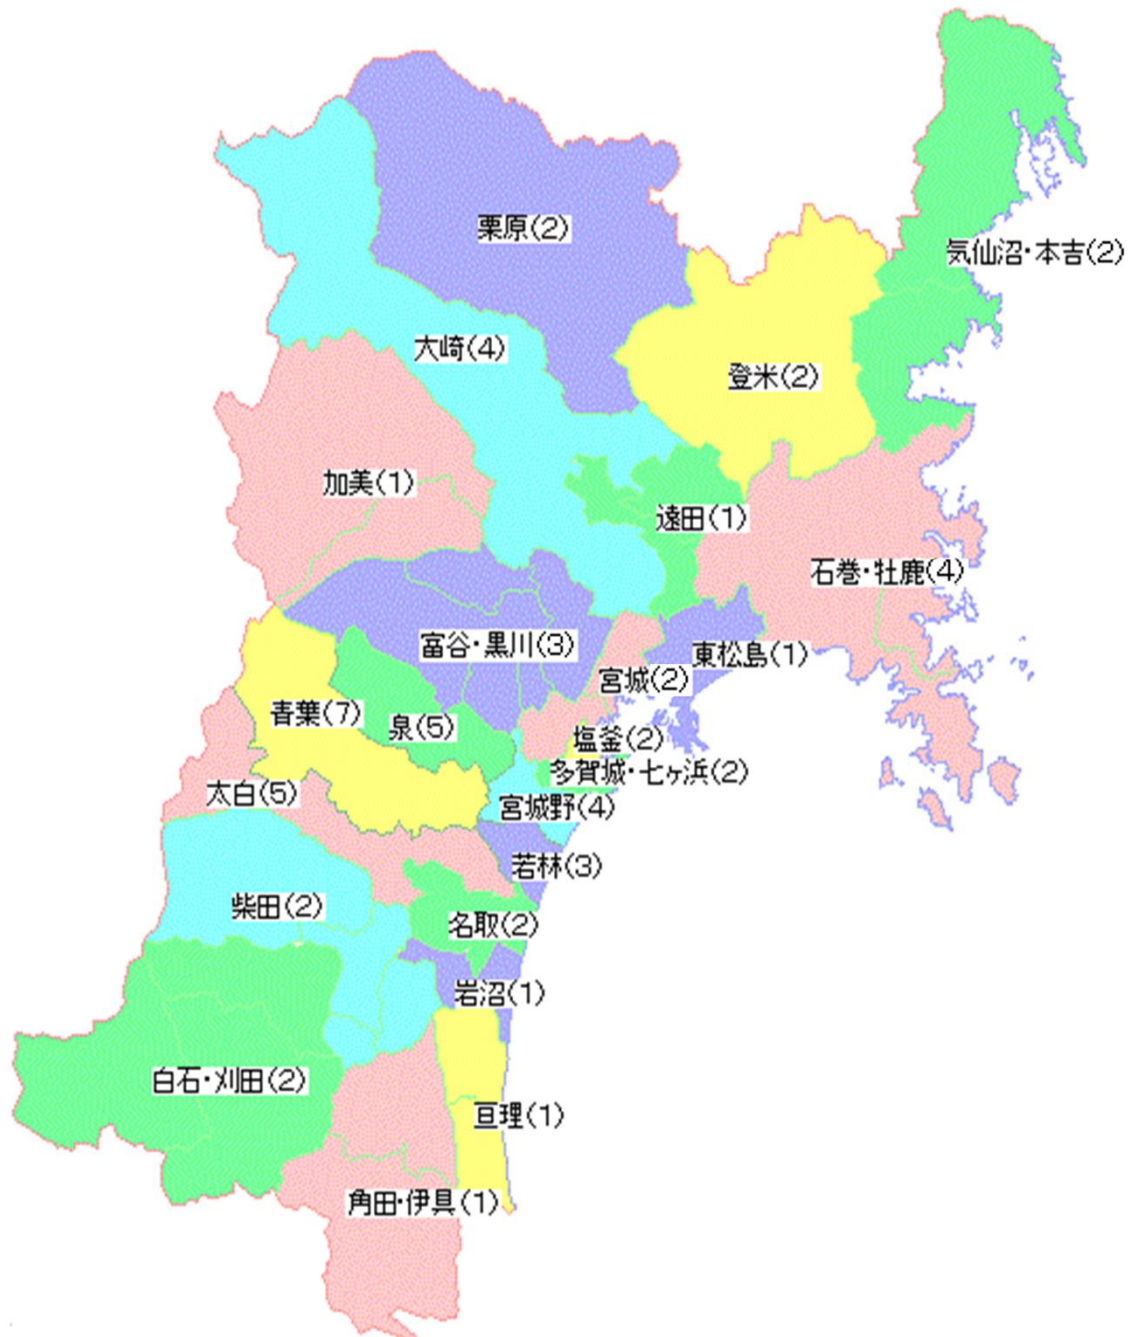 栗原(2)
気仙沼・本吉(2)
大崎(4)
登米(2)
加美(1)
遠田(1)
石巻・牡鹿(4)
富谷・黒川(3)
東松島(1)
宮城(2)
青葉(7)
泉(5)
塩釜(2)
多賀城・七ヶ浜(2)
太白(5)
宮城野(4)
若林(3)
柴田(2)
名取(2)
岩沼(1)
白石・刈田(2)
亘理(1)
角田・伊具(1)